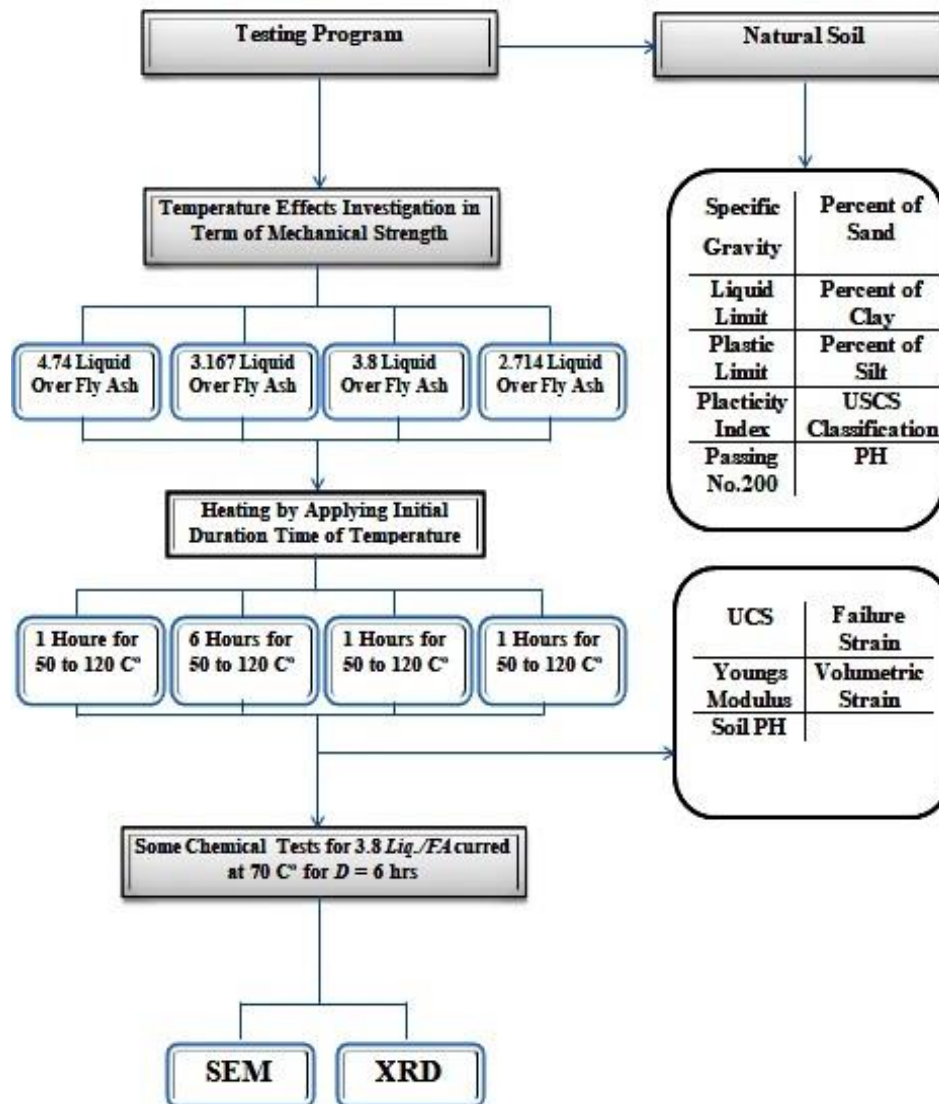 Testing Program
Natural Soil
Temperature Effects Investigation in
Term of Mechanical Strength
Specific
Gravity
Percent of
Sand
Liquid
Limit
Percent of
Clay
Plastic
Limit
Percent of
Silt
Placticity
Index
USCS
Classification
Passing
No.200
PH
4.74 Liquid
Over Fly Ash
3.167 Liquid
Over Fly Ash
3.8 Liquid
Over Fly Ash
2.714 Liquid
Over Fly Ash
Heating by Applying Initial
Duration Time of Temperature
1 Houre for
50 to 120 Cº
6 Hours for
50 to 120 Cº
1 Hours for
50 to 120 Cº
1 Hours for
50 to 120 Cº
UCS
Failure
Strain
Youngs
Modulus
Volumetric
Strain
Soil PH
Some Chemical Tests for 3.8 Liq./FA curred
at 70 Cº for D = 6 hrs
SEM
XRD